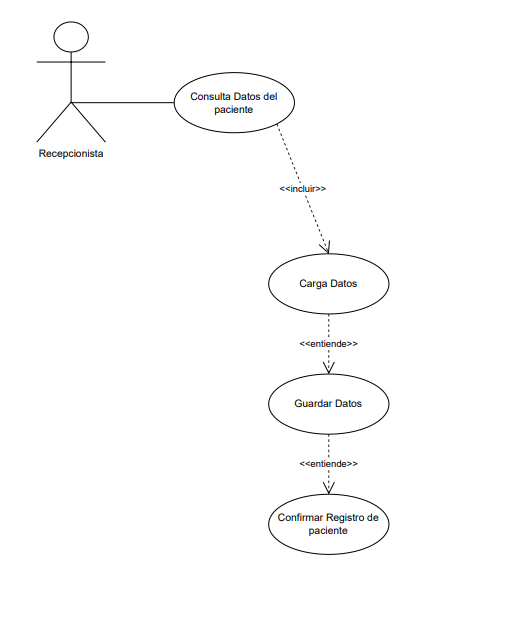 Consulta Datos del
paciente
Recepcionista
<<incluir>>
Carga Datos
<<entiende>>
Guardar Datos
<<entiende>>
Confirmar Registro de
paciente